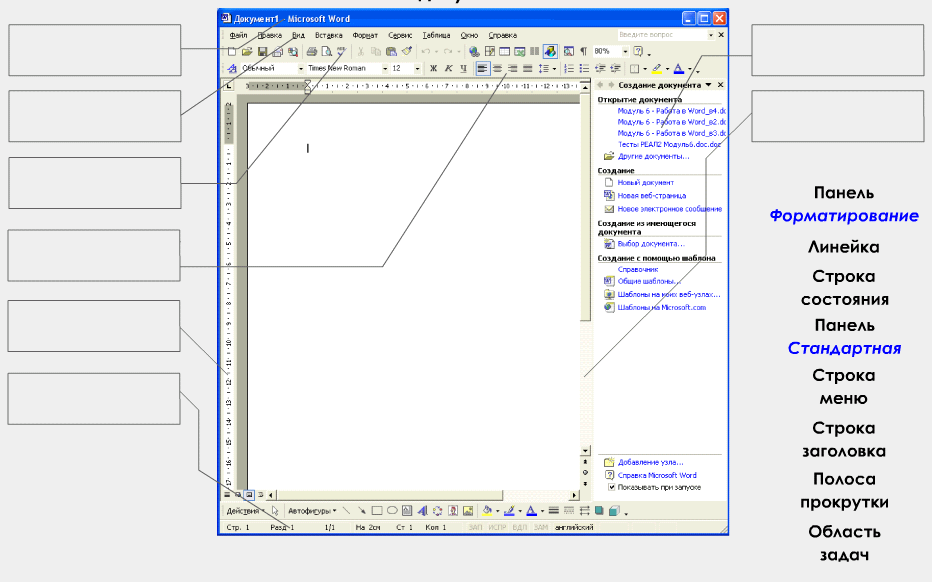 Документ1 - Microsoft Word
Файл Правка Вид Вставка Формат Сервис Таблица Окно Справка
Введите вопрос
80%
Обычный Times New Roman 12 Ж К Ч
Создание документа
Открытие документа
Модуль 6 - Работа в Word_в4.dc
Модуль 6 - Работа в Word_в2.dc
Модуль 6 - Работа в Word_в3.dc
Тесты РЕАЛ2 Модуль6.doc.doc
Другие документы...
Создание
Новый документ
Новая веб-страница
Новое электронное сообщение
Создание из имеющегося
документа
Выбор документа...
Создание с помощью шаблона
Справочник
Общие шаблоны...
Шаблоны на моих веб-узлах...
Шаблоны на Microsoft.com
Добавление узла...
Справка Microsoft Word
Показывать при запуске
Действия Автофигуры
Стр. 1 Разд 1 1/1 На 2см Ст 1 Кол 1 ЗАП ИСПР ВДЛ ЗАМ английский
Панель
Форматирование
Линейка
Строка
состояния
Панель
Стандартная
Строка
меню
Строка
заголовка
Полоса
прокрутки
Область
задач